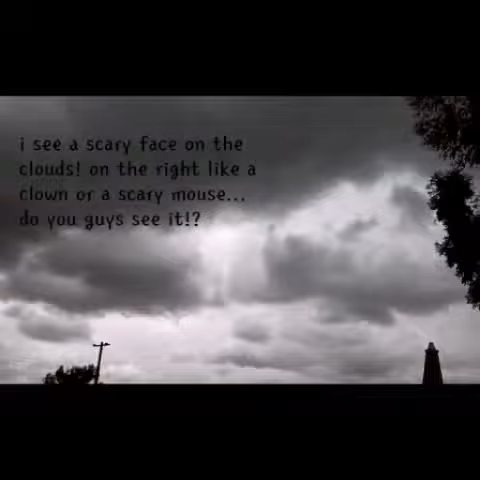 i see a scary face on the
clouds! on the right like a
clown or a scary mouse...
do you guys see it!?